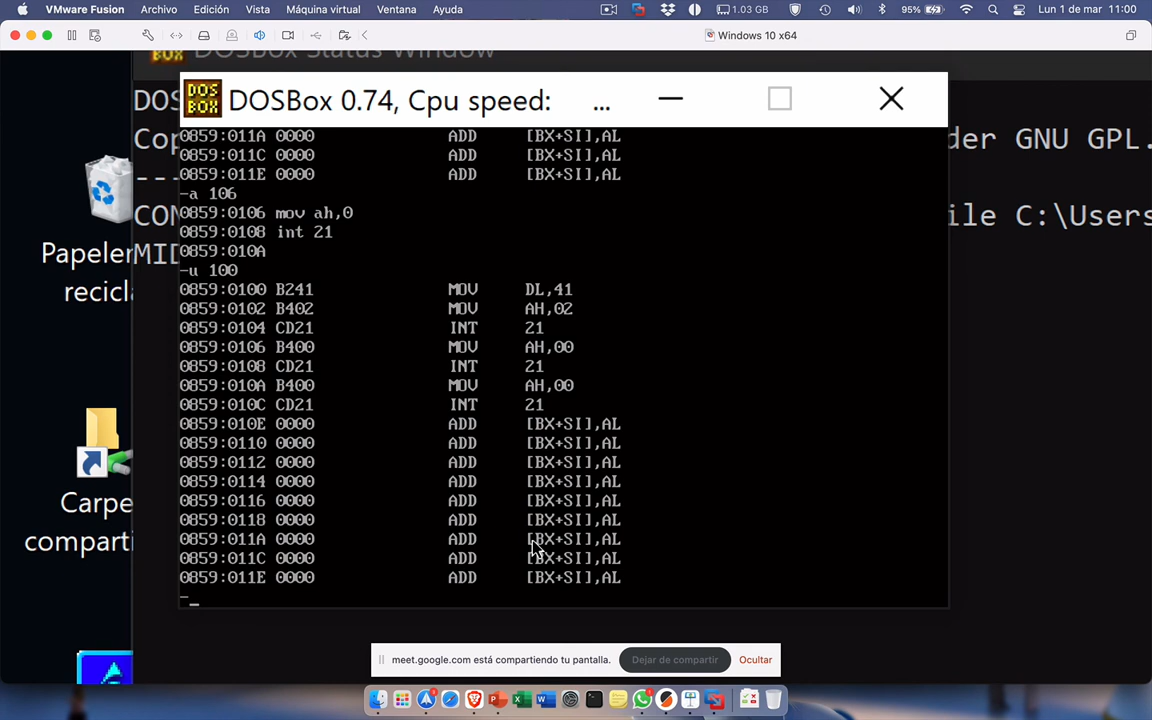 VMware Fusion Archivo Edición Vista Máquina virtual Ventana Ayuda 1.03 GB 95% Lun 1 de mar 11:00
Windows 10 x64
DOSBox Status Window
BOX
DOS BOX DOSBox 0.74, Cpu speed: ...
DOS
Cop der GNU GPL.
---
CON ile C:\Users
MID
Papeler
recicl
Carpe
comparti
0859:011A 0000 ADD [BX+SI],AL
0859:011C 0000 ADD [BX+SI],AL
0859:011E 0000 ADD [BX+SI],AL
-a 106
0859:0106 mov ah,0
0859:0108 int 21
0859:010A
-u 100
0859:0100 B241 MOV DL,41
0859:0102 B402 MOV AH,02
0859:0104 CD21 INT 21
0859:0106 B400 MOV AH,00
0859:0108 CD21 INT 21
0859:010A B400 MOV AH,00
0859:010C CD21 INT 21
0859:010E 0000 ADD [BX+SI],AL
0859:0110 0000 ADD [BX+SI],AL
0859:0112 0000 ADD [BX+SI],AL
0859:0114 0000 ADD [BX+SI],AL
0859:0116 0000 ADD [BX+SI],AL
0859:0118 0000 ADD [BX+SI],AL
0859:011A 0000 ADD [BX+SI],AL
0859:011C 0000 ADD [BX+SI],AL
0859:011E 0000 ADD [BX+SI],AL
-_
meet.google.com está compartiendo tu pantalla. Dejar de compartir Ocultar